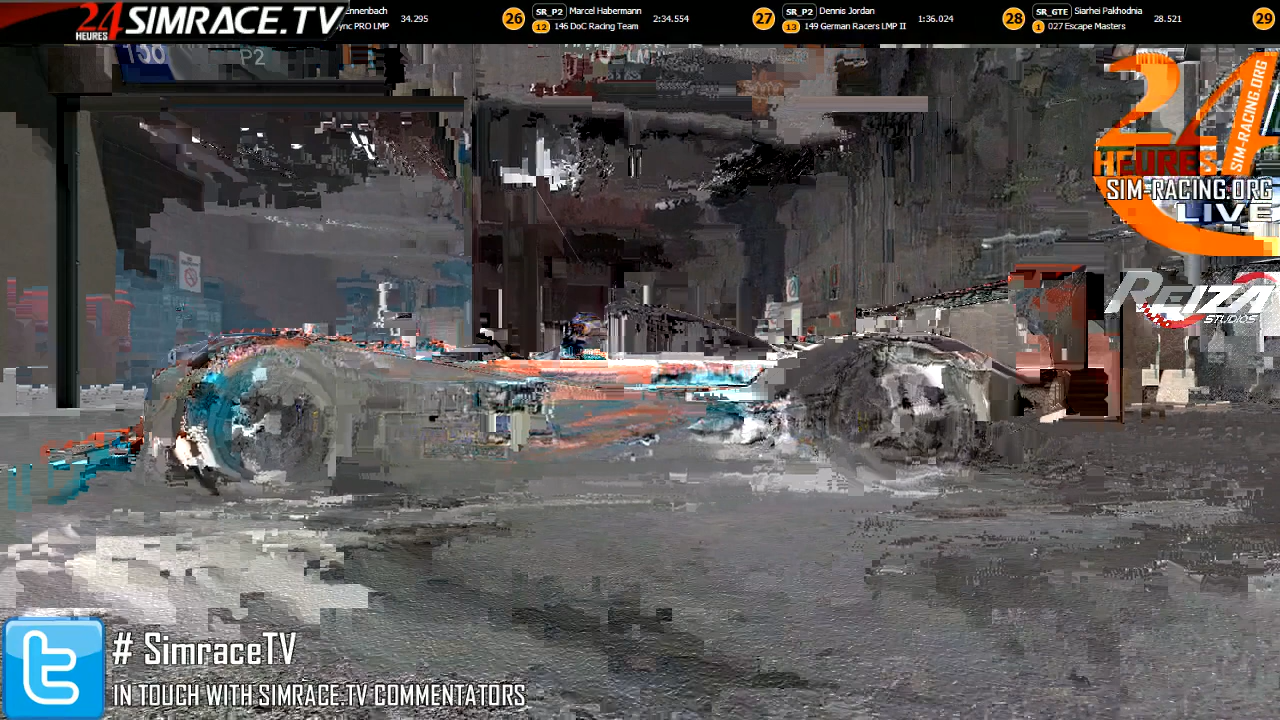 24 HEURES SIMRACE.TV
PRO LMP
34.295
26 SR_P2 Marcel Habermann 2:34.554
12 146 DoC Racing Team
27 SR_P2 Dennis Jordan 1:36.024
13 149 German Racers LMP II
28 SR_GTE Siarhei Pakhodnia 28.521
1 027 Escape Masters
29
158 P2
24
HEURES
SIM-RACING.ORG
SIM-RACING.ORG
LIVE
REIZA
STUDIOS
# SimraceTV
IN TOUCH WITH SIMRACE.TV COMMENTATORS